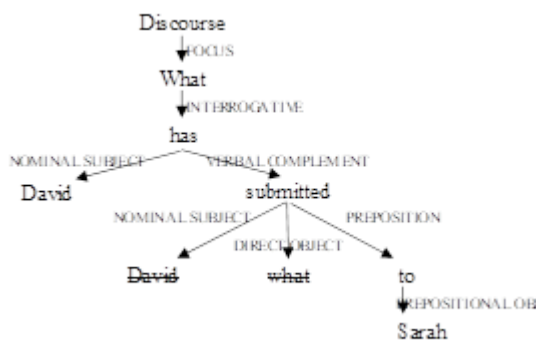 Discourse
FOCUS
What
INTERROGATIVE
has
NOMINAL SUBJECT VERBAL COMPLEMENT
David submitted
NOMINAL SUBJECT PREPOSITION
DIRECT OBJECT
David what to
PREPOSITIONAL OB
Sarah